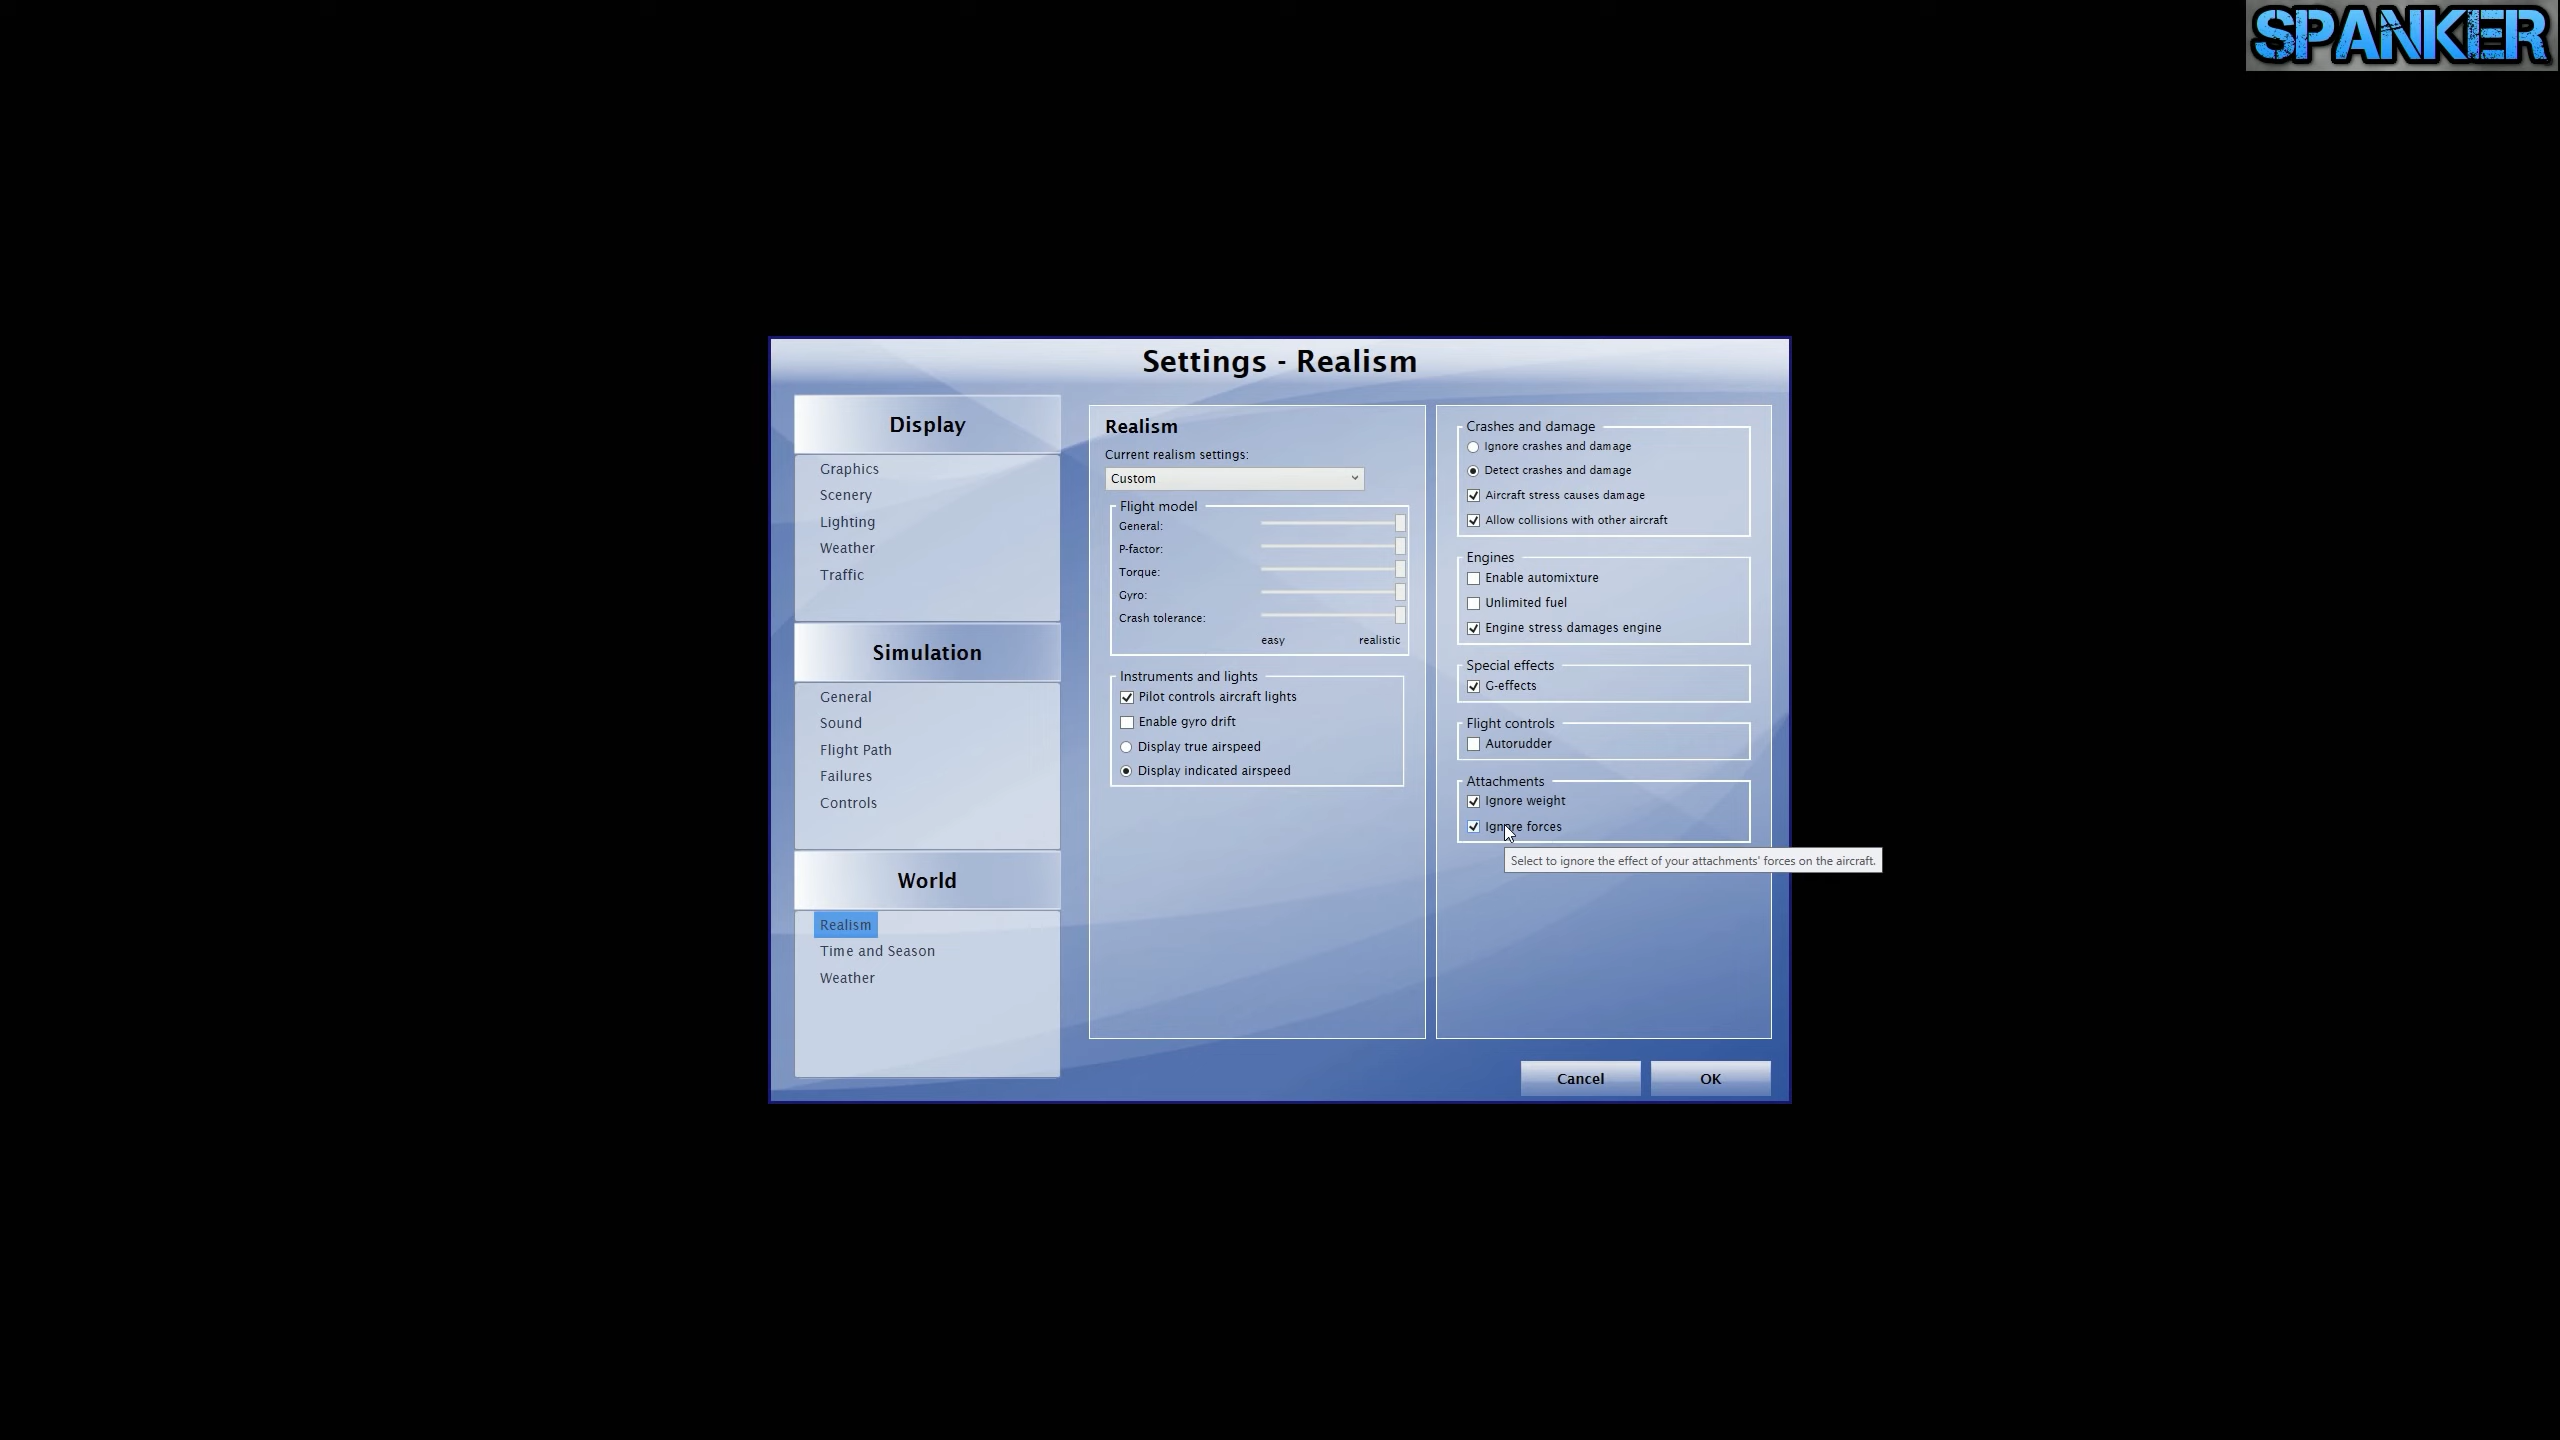 SPANKER
Settings - Realism
Display
Graphics
Scenery
Lighting
Weather
Traffic
Simulation
General
Sound
Flight Path
Failures
Controls
World
Realism
Time and Season
Weather
Realism
Current realism settings:
Custom
Flight model
General:
P-factor:
Torque:
Gyro:
Crash tolerance:
easy realistic
Instruments and lights
Pilot controls aircraft lights
Enable gyro drift
Display true airspeed
Display indicated airspeed
Crashes and damage
Ignore crashes and damage
Detect crashes and damage
Aircraft stress causes damage
Allow collisions with other aircraft
Engines
Enable automixture
Unlimited fuel
Engine stress damages engine
Special effects
G-effects
Flight controls
Autorudder
Attachments
Ignore weight
Ignore forces
Select to ignore the effect of your attachments' forces on the aircraft.
Cancel OK